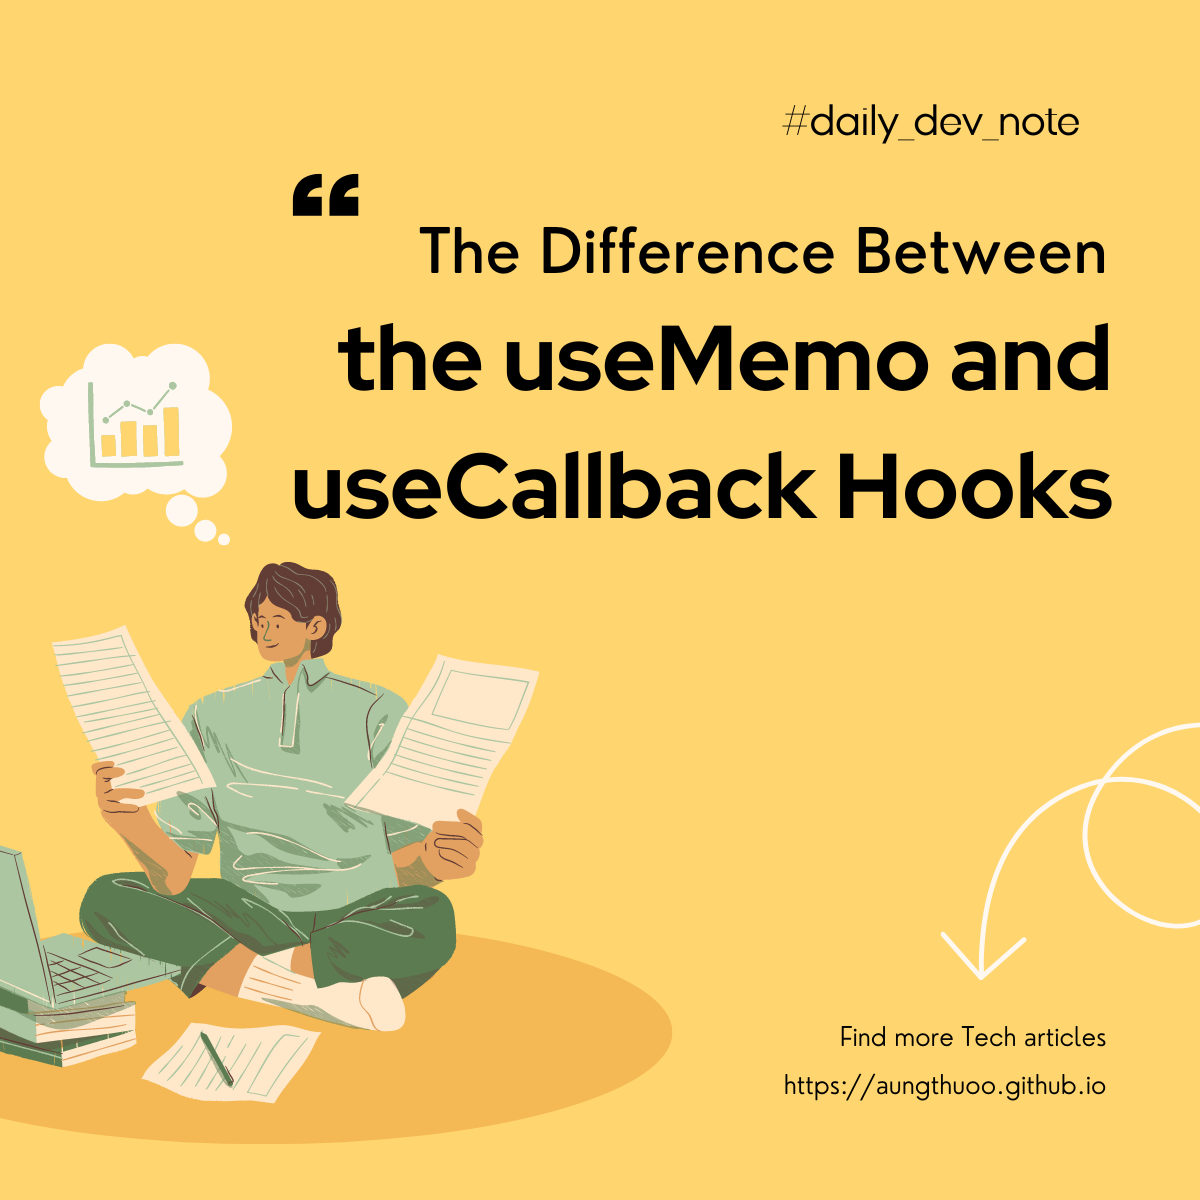 #daily_dev_note
“
The Difference Between
the useMemo and
useCallback Hooks
Find more Tech articles
https://aungthuoo.github.io